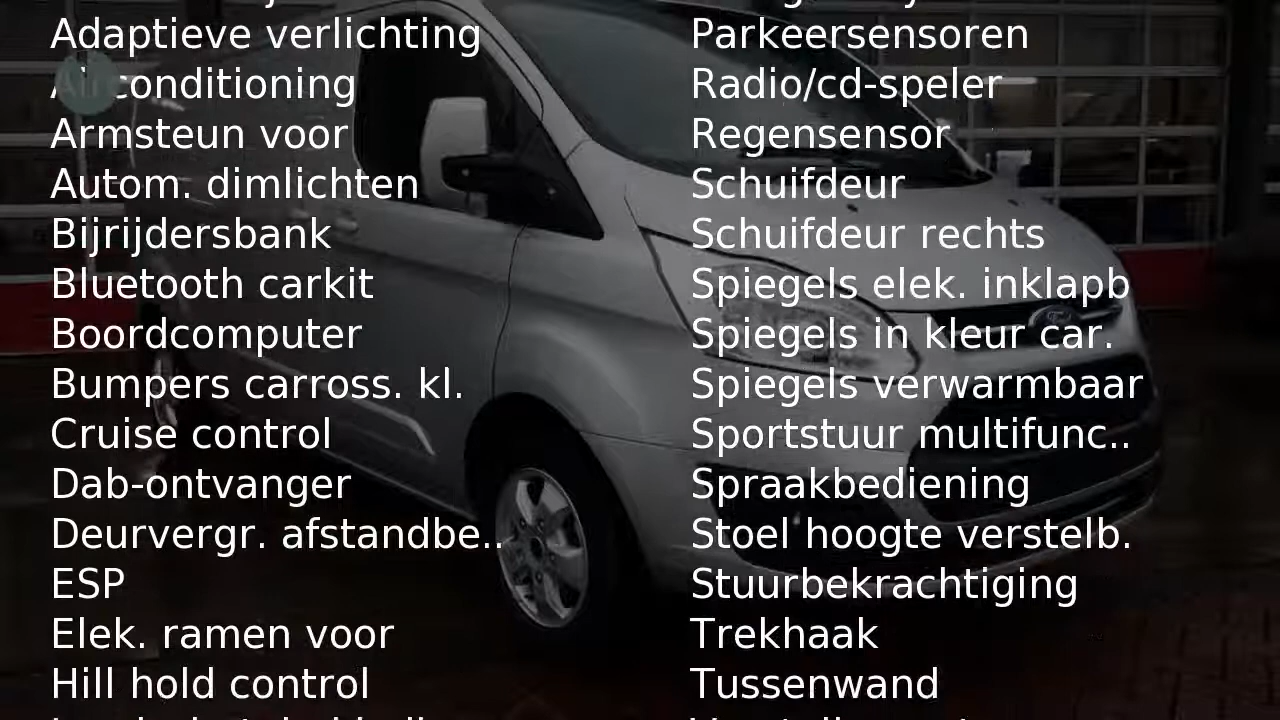 Adaptieve verlichting
Airconditioning
Armsteun voor
Autom. dimlichten
Bijrijdersbank
Bluetooth carkit
Boordcomputer
Bumpers carross. kl.
Cruise control
Dab-ontvanger
Deurvergr. afstandbe..
ESP
Elek. ramen voor
Hill hold control
Parkeersensoren
Radio/cd-speler
Regensensor
Schuifdeur
Schuifdeur rechts
Spiegels elek. inklapb
Spiegels in kleur car.
Spiegels verwarmbaar
Sportstuur multifunc..
Spraakbediening
Stoel hoogte verstelb.
Stuurbekrachtiging
Trekhaak
Tussenwand
Ford